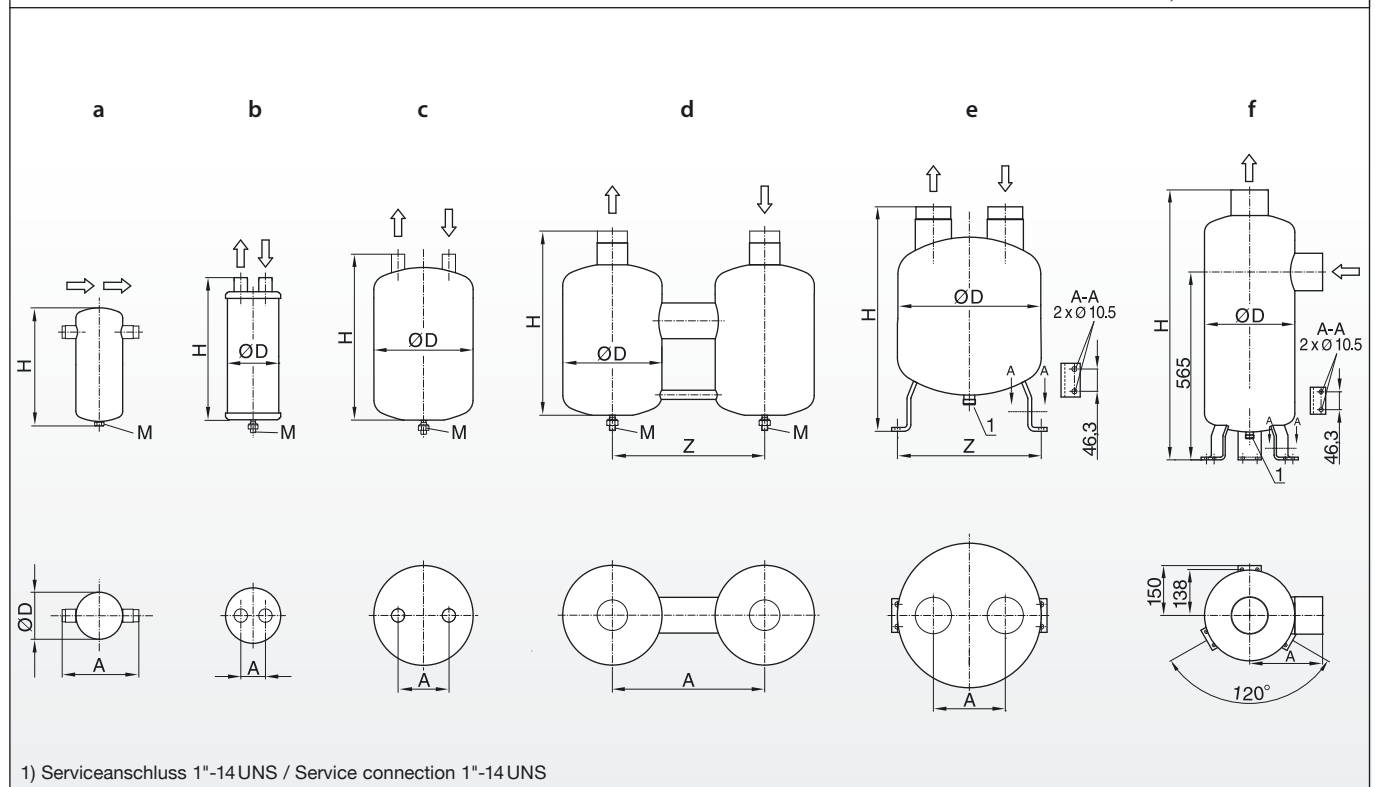 a b c d e f
H
M
H
ØD
M
H
ØD
M
H
ØD
M
M
Z
H
ØD
A-A
2 x Ø 10.5
A A
46,3
1
Z
H
565
ØD
A-A
2 x Ø 10.5
A A
46,3
1
ØD
A
A
A
A
A
150
138
A
120°
1) Serviceanschluss 1"-14 UNS / Service connection 1"-14 UNS